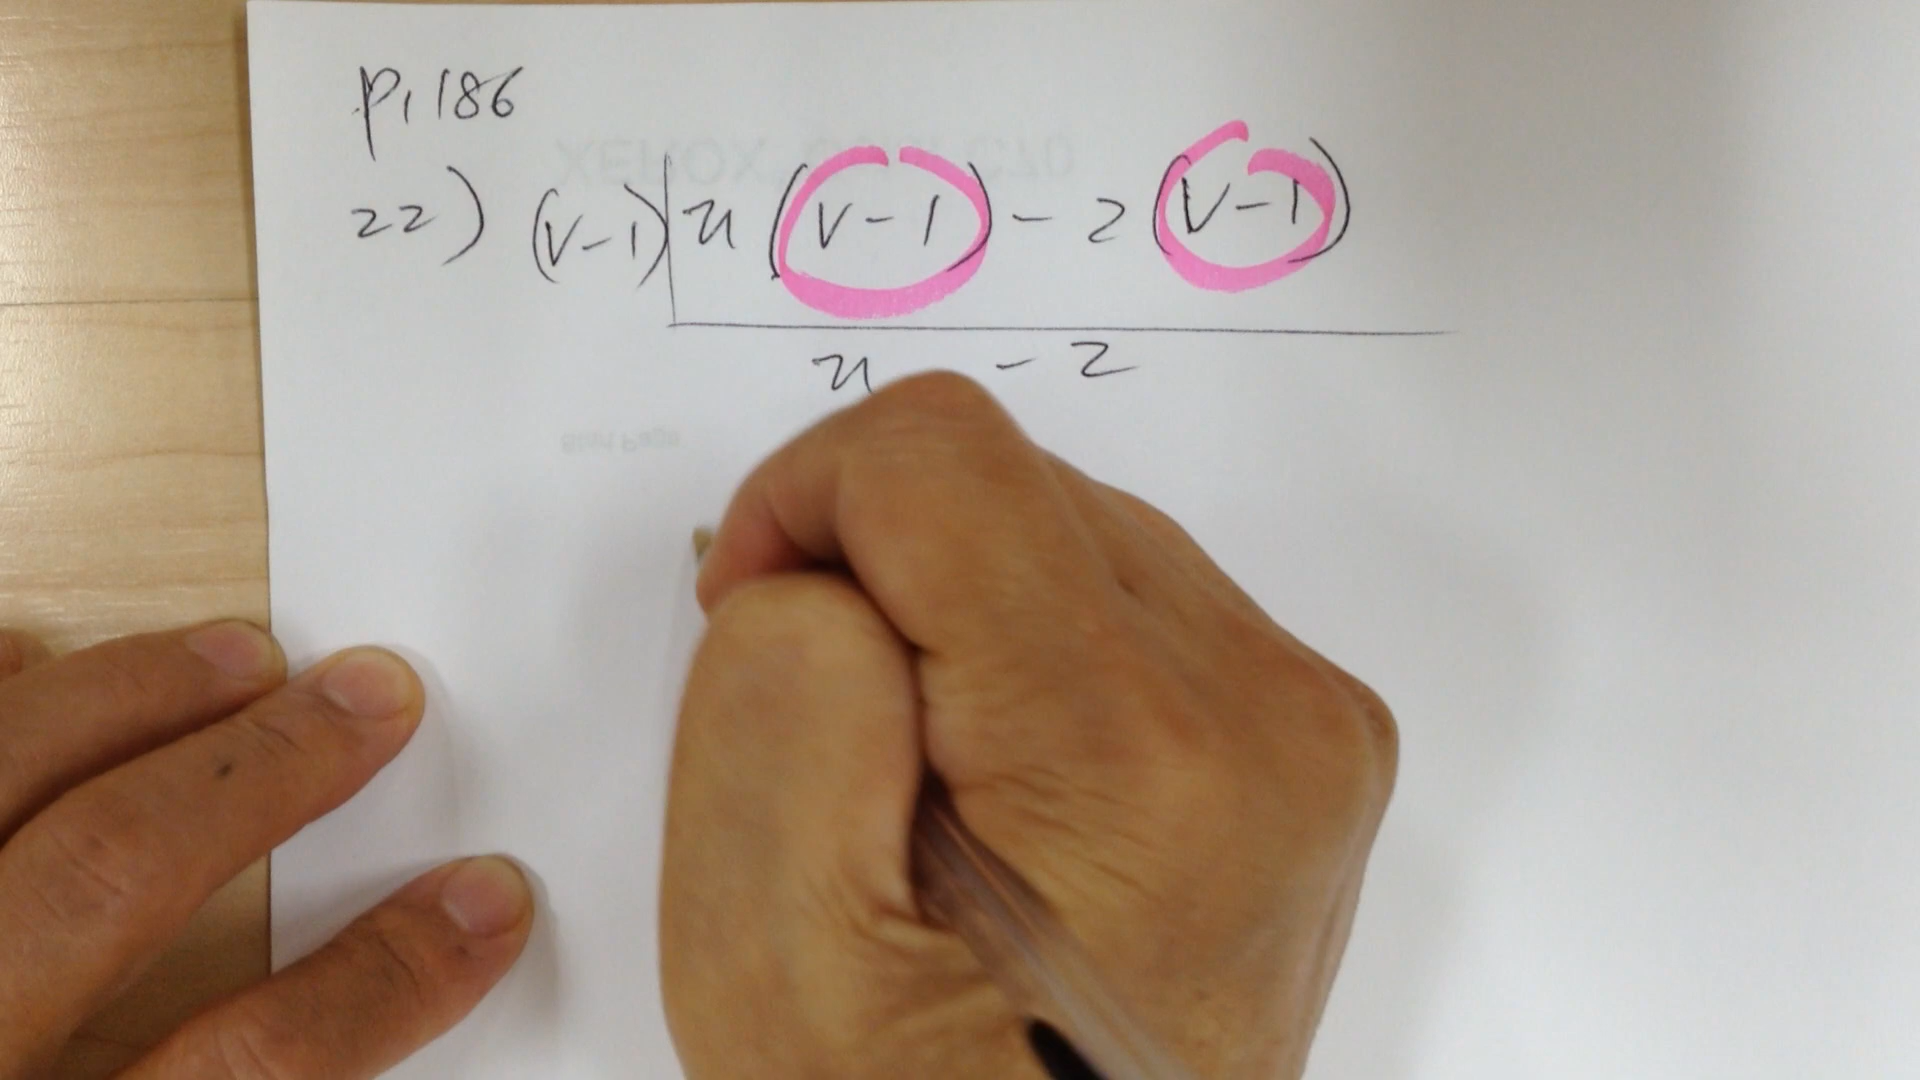 p. 186
22) (v-1) u (v-1) - 2 (v-1)
u - 2